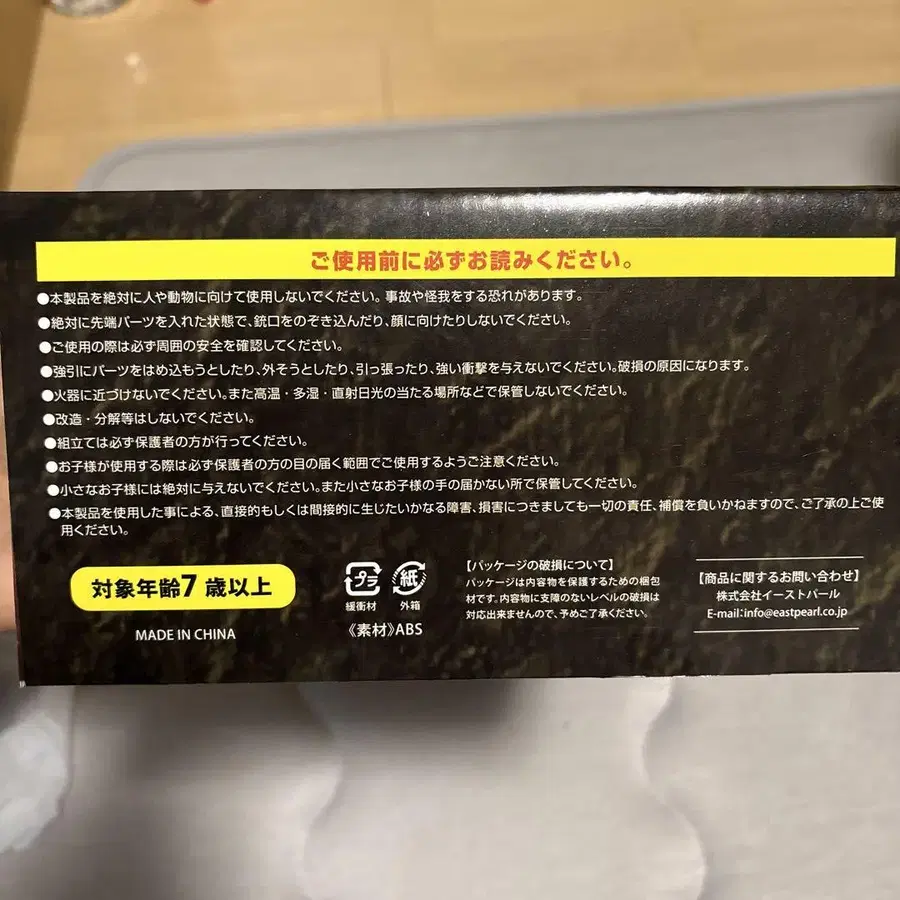 ご使用前に必ずお読みください。
●本製品を絶対に人や動物に向けて使用しないでください。事故や怪我をする恐れがあります。
●絶対に先端パーツを入れた状態で、銃口をのぞき込んだり、顔に向けたりしないでください。
●ご使用の際は必ず周囲の安全を確認してください。
●強引にパーツをはめ込もうとしたり、外そうとしたり、引っ張ったり、強い衝撃を与えないでください。破損の原因になります。
●火器に近づけないでください。また高温・多湿・直射日光の当たる場所などで保管しないでください。
●改造・分解等はしないでください。
●組立ては必ず保護者の方が行ってください。
●お子様が使用する際は必ず保護者の方の目の届く範囲でご使用するようご注意ください。
●小さなお子様には絶対に与えないでください。また小さなお子様の手の届かない所で保管してください。
●本製品を使用した事による、直接的もしくは間接的に生じたいかなる障害、損害につきましても一切の責任、補償を負いかねますので、ご了承の上ご使
用ください。
対象年齢7歳以上
MADE IN CHINA
プラ 紙
緩衝材 外箱
《素材》ABS
【パッケージの破損について】
パッケージは内容物を保護するための梱包
材です。内容物に支障のないレベルの破損は
対応出来ませんので、予めご了承ください。
【商品に関するお問い合わせ】
株式会社イーストパール
E-mail:info@eastpearl.co.jp